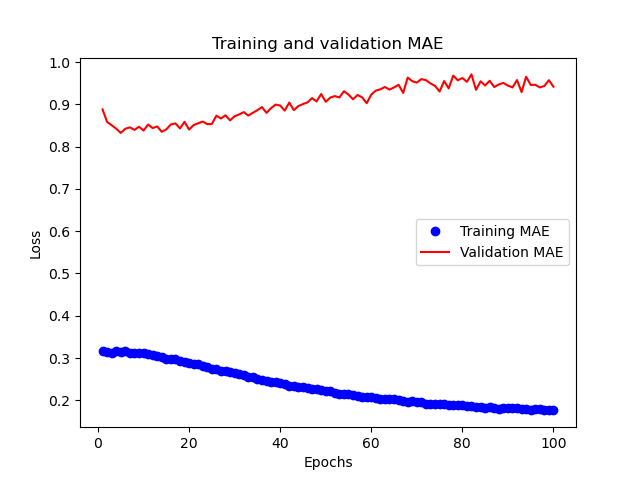 Training and validation MAE
1.0
0.9
0.8
0.7
0.6
0.5
0.4
0.3
0.2
Loss
Training MAE
Validation MAE
0 20 40 60 80 100
Epochs